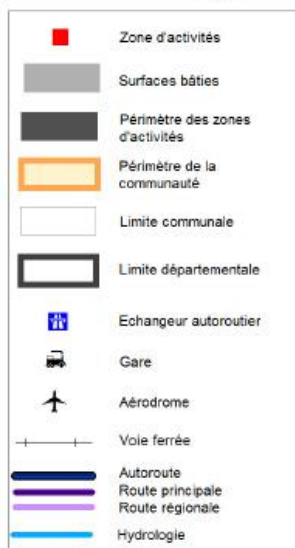 Zone d'activités
Surfaces bâties
Périmètre des zones
d'activités
Périmètre de la
communauté
Limite communale
Limite départementale
Echangeur autoroutier
Gare
Aérodrome
Voie ferrée
Autoroute
Route principale
Route régionale
Hydrologie